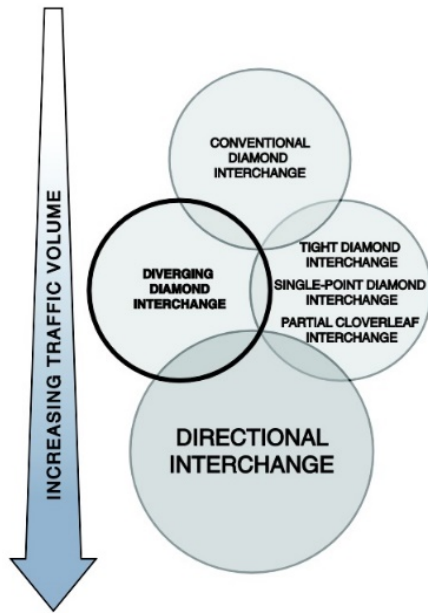 INCREASING TRAFFIC VOLUME
CONVENTIONAL
DIAMOND
INTERCHANGE
DIVERGING
DIAMOND
INTERCHANGE
TIGHT DIAMOND
INTERCHANGE
SINGLE-POINT DIAMOND
INTERCHANGE
PARTIAL CLOVERLEAF
INTERCHANGE
DIRECTIONAL
INTERCHANGE